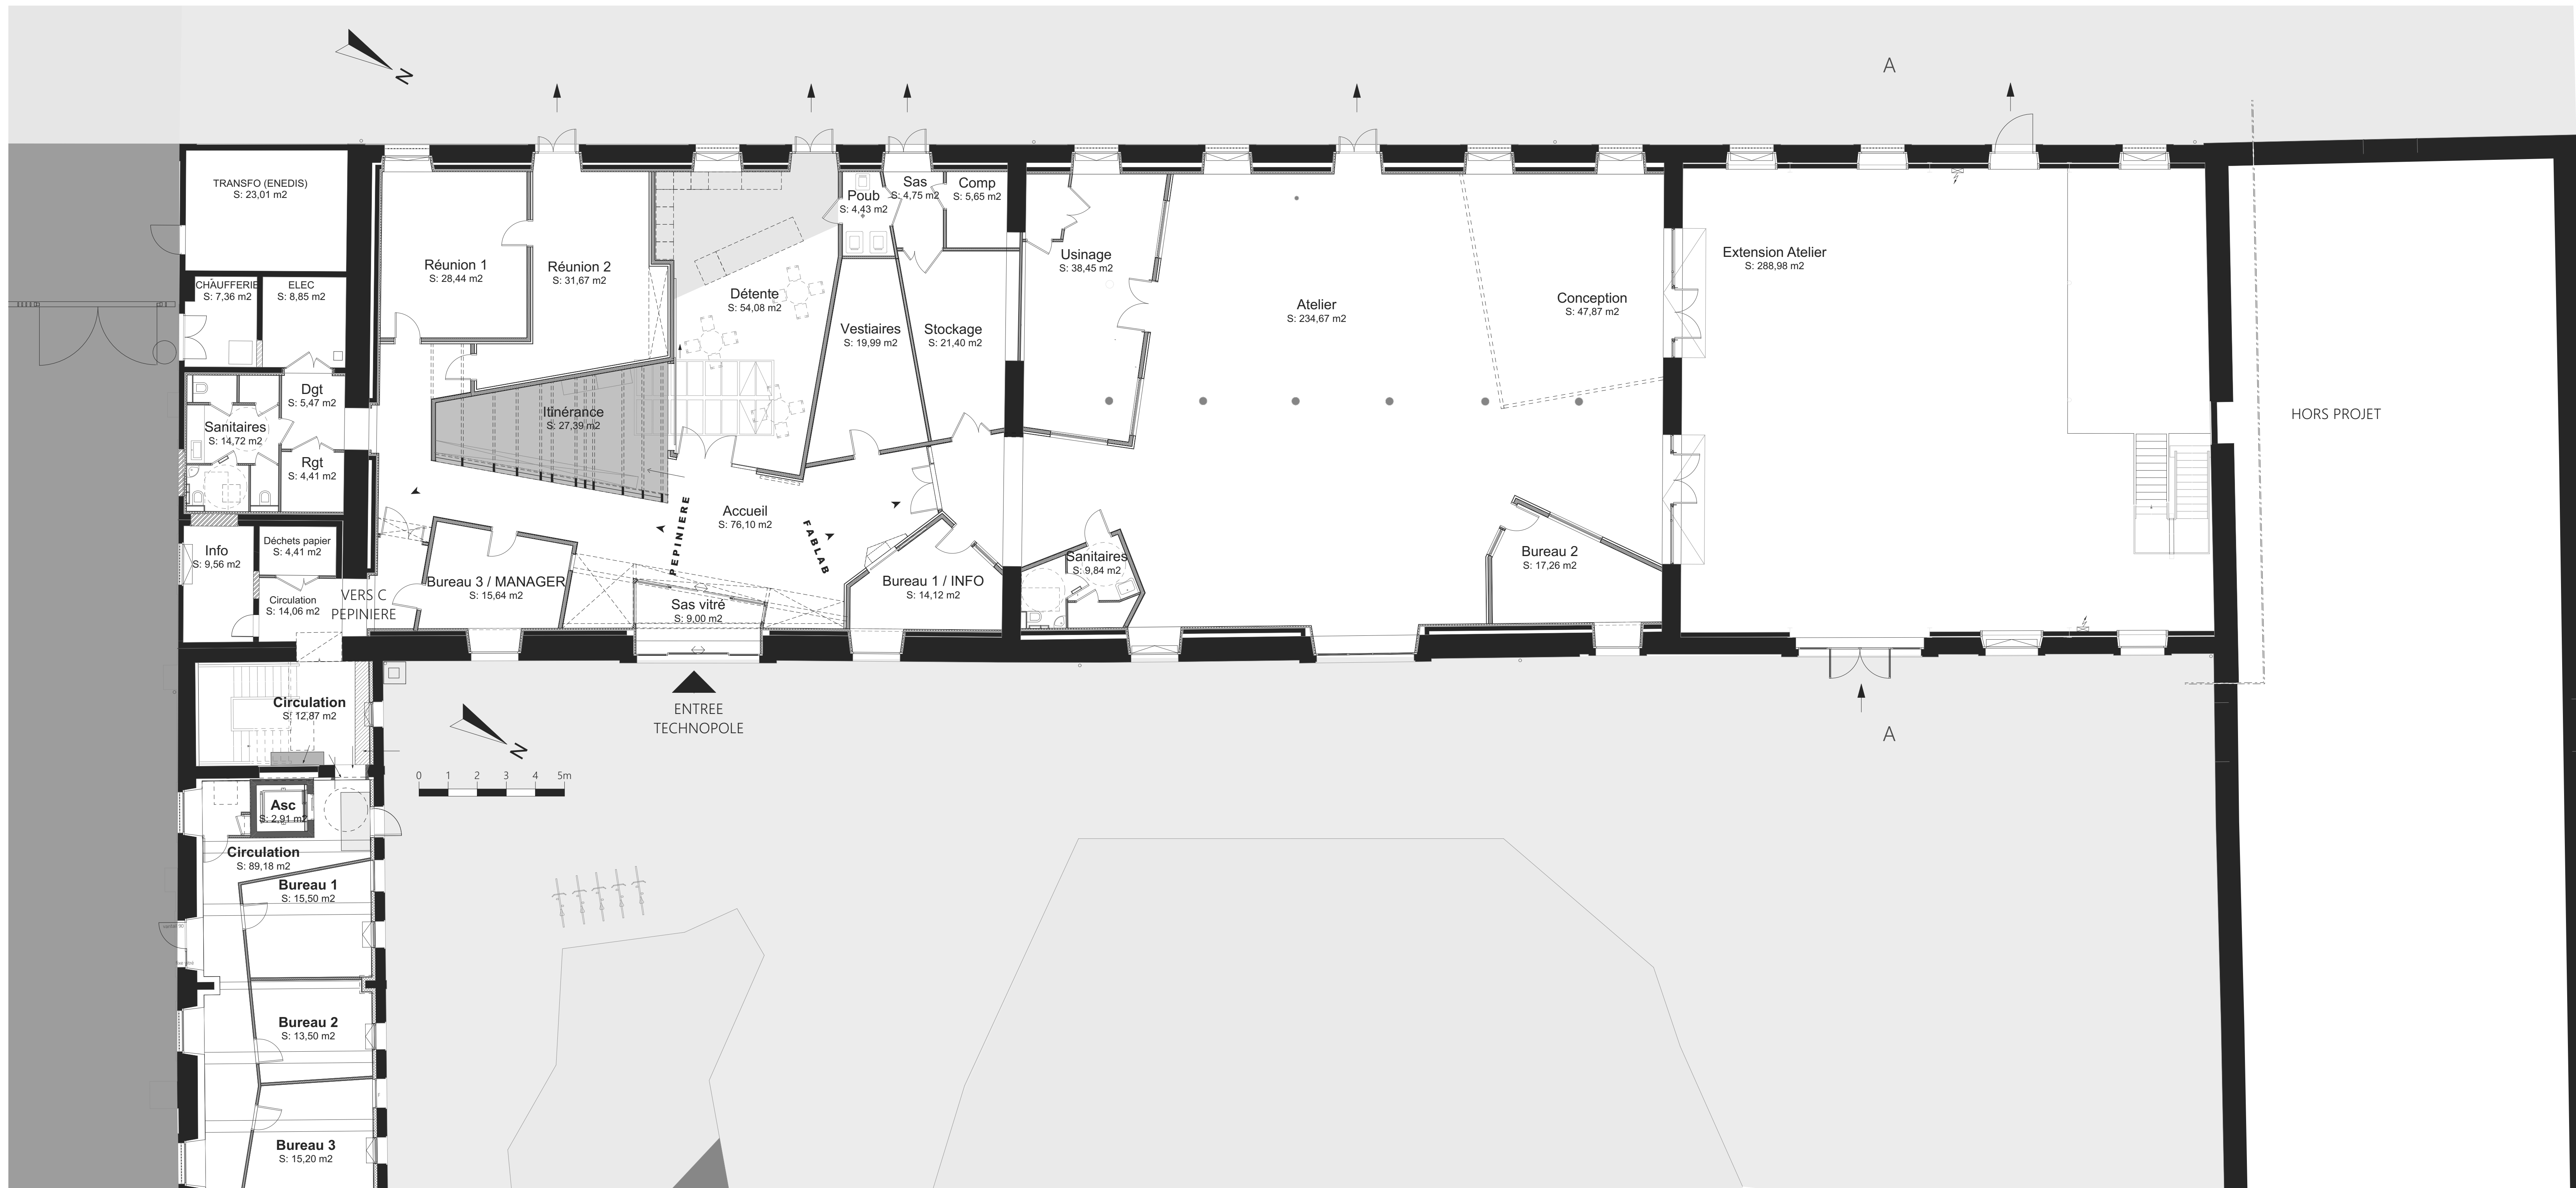 N
A
TRANSFO (ENEDIS)
S: 23,01 m2
CHAUFFERIE
S: 7,36 m2
ELEC
S: 8,85 m2
Réunion 1
S: 28,44 m2
Réunion 2
S: 31,67 m2
Détente
S: 54,08 m2
Poub
S: 4,43 m2
Sas
S: 4,75 m2
Comp
S: 5,65 m2
Vestiaires
S: 19,99 m2
Stockage
S: 21,40 m2
Usinage
S: 38,45 m2
Atelier
S: 234,67 m2
Conception
S: 47,87 m2
Extension Atelier
S: 288,98 m2
HORS PROJET
Dgt
S: 5,47 m2
Sanitaires
S: 14,72 m2
Rgt
S: 4,41 m2
Itinérance
S: 27,39 m2
Accueil
S: 76,10 m2
PEPINIERE
FABLAB
Info
S: 9,56 m2
Déchets papier
S: 4,41 m2
Circulation
S: 14,06 m2
VERS C
PEPINIERE
Bureau 3 / MANAGER
S: 15,64 m2
Sas vitré
S: 9,00 m2
Bureau 1 / INFO
S: 14,12 m2
Sanitaires
S: 9,84 m2
Bureau 2
S: 17,26 m2
ENTREE
TECHNOPOLE
A
N
0 1 2 3 4 5m
Circulation
S: 12,87 m2
Asc
S: 2,91 m2
Circulation
S: 89,18 m2
Bureau 1
S: 15,50 m2
Bureau 2
S: 13,50 m2
Bureau 3
S: 15,20 m2